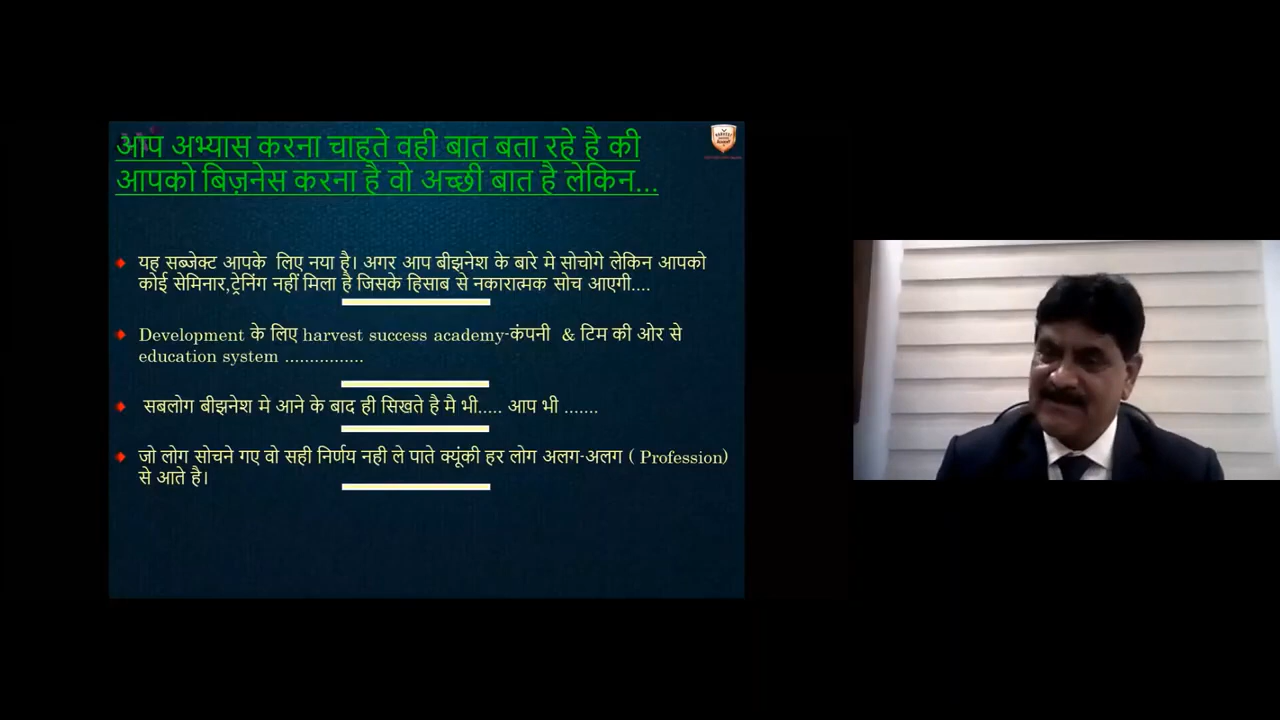 आप अभ्यास करना चाहते वही बात बता रहे है की
आपको बिज़नेस करना है वो अच्छी बात है लेकिन...
यह सब्जेक्ट आपके लिए नया है। अगर आप बीझनेश के बारे मे सोचोगे लेकिन आपको
कोई सेमिनार,ट्रेनिंग नहीं मिला है जिसके हिसाब से नकारात्मक सोच आएगी....
Development के लिए harvest success academy-कंपनी & टिम की ओर से
education system ................
सबलोग बीझनेश मे आने के बाद ही सिखते है मै भी..... आप भी .......
जो लोग सोचने गए वो सही निर्णय नही ले पाते क्यूंकी हर लोग अलग-अलग ( Profession)
से आते है।